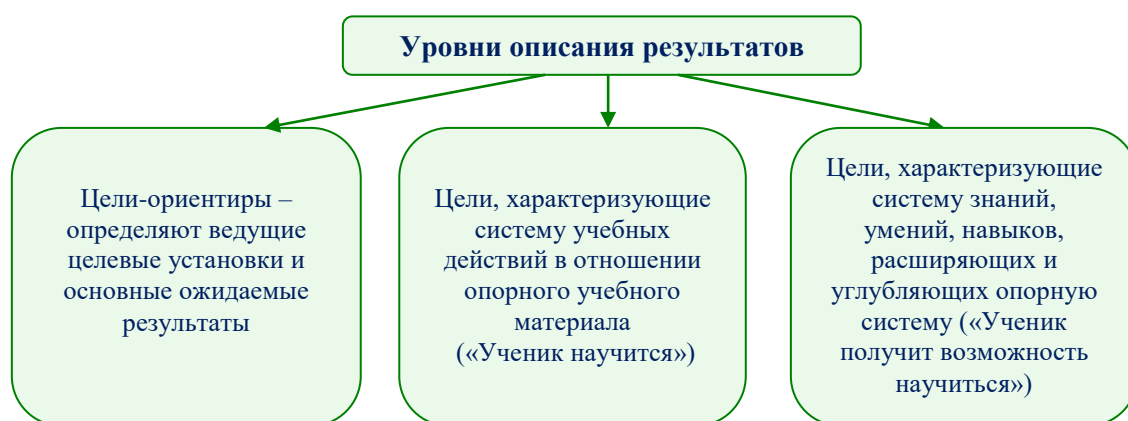 Уровни описания результатов
Цели-ориентиры –
определяют ведущие
целевые установки и
основные ожидаемые
результаты
Цели, характеризующие
систему учебных
действий в отношении
опорного учебного
материала
(«Ученик научится»)
Цели, характеризующие
систему знаний,
умений, навыков,
расширяющих и
углубляющих опорную
систему («Ученик
получит возможность
научиться»)